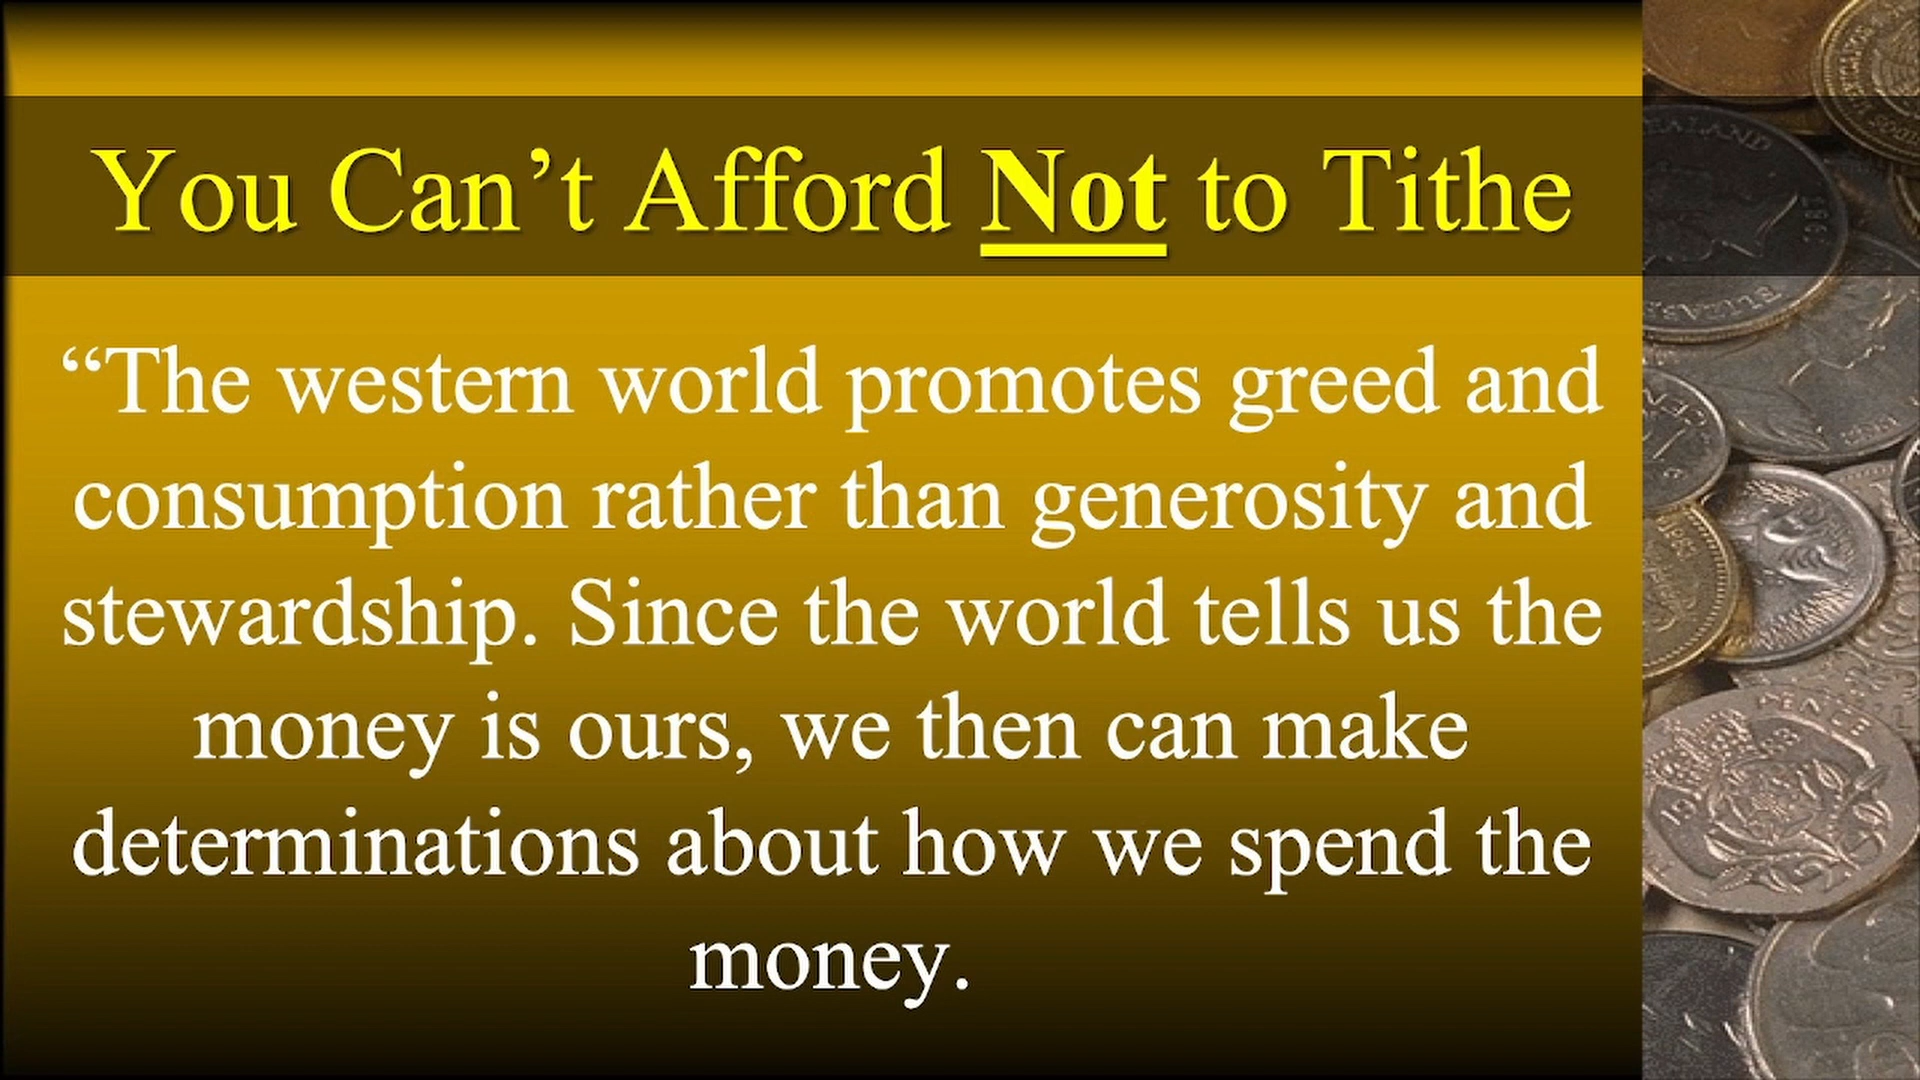 You Can’t Afford Not to Tithe
“The western world promotes greed and
consumption rather than generosity and
stewardship. Since the world tells us the
money is ours, we then can make
determinations about how we spend the
money.